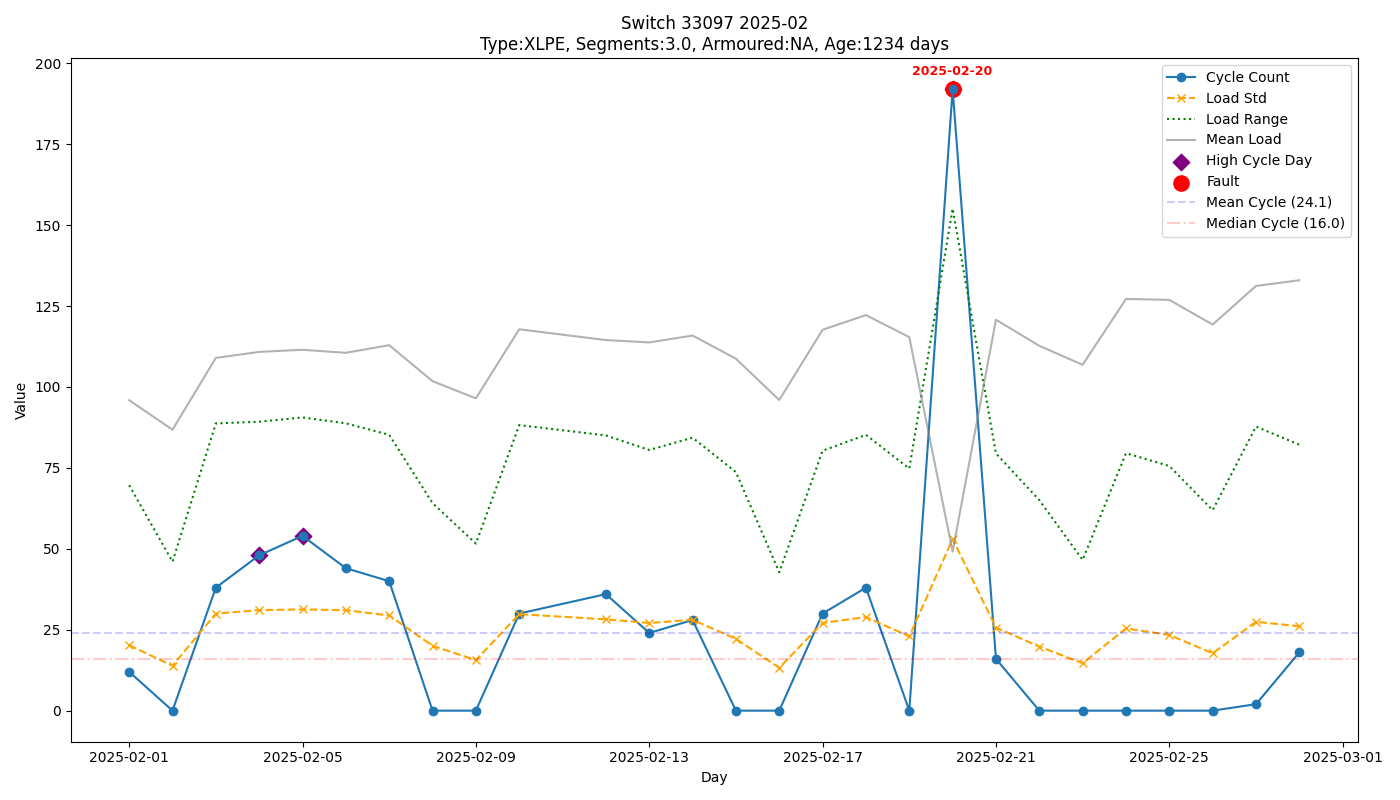 Switch 33097 2025-02
Type:XLPE, Segments:3.0, Armoured:NA, Age:1234 days
200
175
150
125
100
75
50
25
0
Value
2025-02-20
Cycle Count
Load Std
Load Range
Mean Load
High Cycle Day
Fault
Mean Cycle (24.1)
Median Cycle (16.0)
2025-02-01
2025-02-05
2025-02-09
2025-02-13
2025-02-17
2025-02-21
2025-02-25
2025-03-01
Day